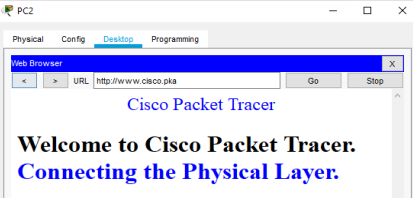 PC2
Physical Config Desktop Programming
Web Browser X
< > URL http://www.cisco.pka Go Stop
Cisco Packet Tracer
Welcome to Cisco Packet Tracer.
Connecting the Physical Layer.